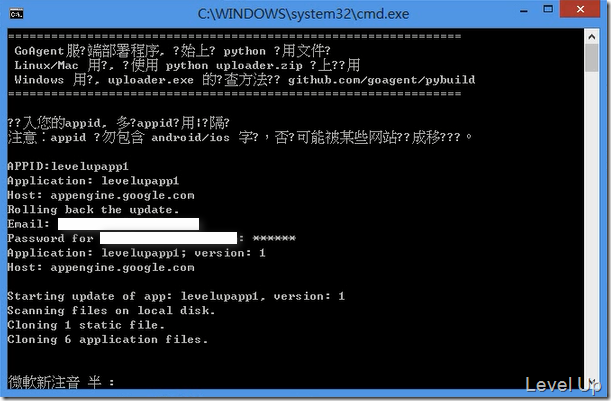 C:\WINDOWS\system32\cmd.exe
===========================================================
GoAgent服?端部署程序, ?始上? python ?用文件?
Linux/Mac 用?, ?使用 python uploader.zip ?上??用
Windows 用?, uploader.exe 的?查方法?? github.com/goagent/pybuild
===========================================================
??入您的appid, 多?appid?用|?隔?
注意：appid ?勿包含 android/ios 字?，否?可能被某些网站??成移???。
APPID:levelupapp1
Application: levelupapp1
Host: appengine.google.com
Rolling back the update.
Email:
Password for : ******
Application: levelupapp1; version: 1
Host: appengine.google.com
Starting update of app: levelupapp1, version: 1
Scanning files on local disk.
Cloning 1 static file.
Cloning 6 application files.
微軟新注音 半 :
Level Up